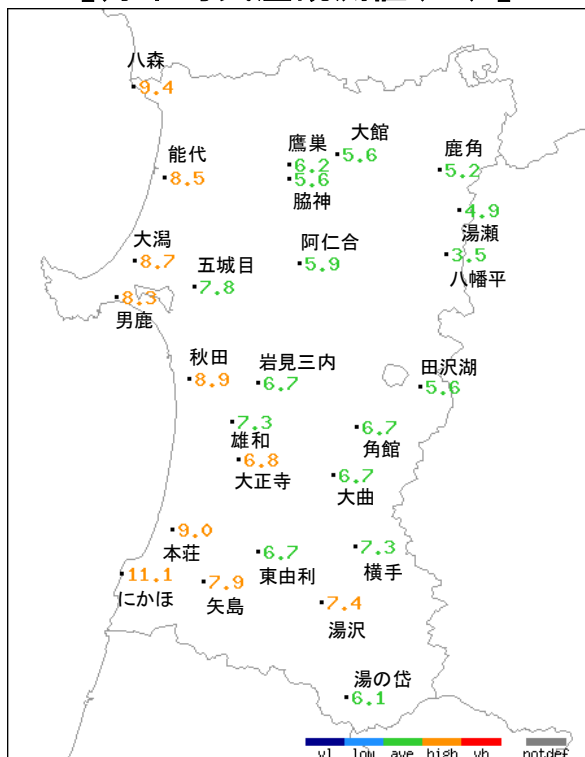 八森
9.4
能代
8.5
鷹巣
6.2
大館
5.6
5.6
脇神
鹿角
5.2
4.9
湯瀬
3.5
八幡平
大潟
8.7
五城目
7.8
阿仁合
5.9
8.3
男鹿
秋田
8.9
岩見三内
6.7
田沢湖
5.6
7.3
雄和
6.8
大正寺
6.7
角館
6.7
大曲
9.0
本荘
6.7
東由利
7.3
横手
11.1
にかほ
7.9
矢島
7.4
湯沢
湯の岱
6.1
vl low ave high vh notdef